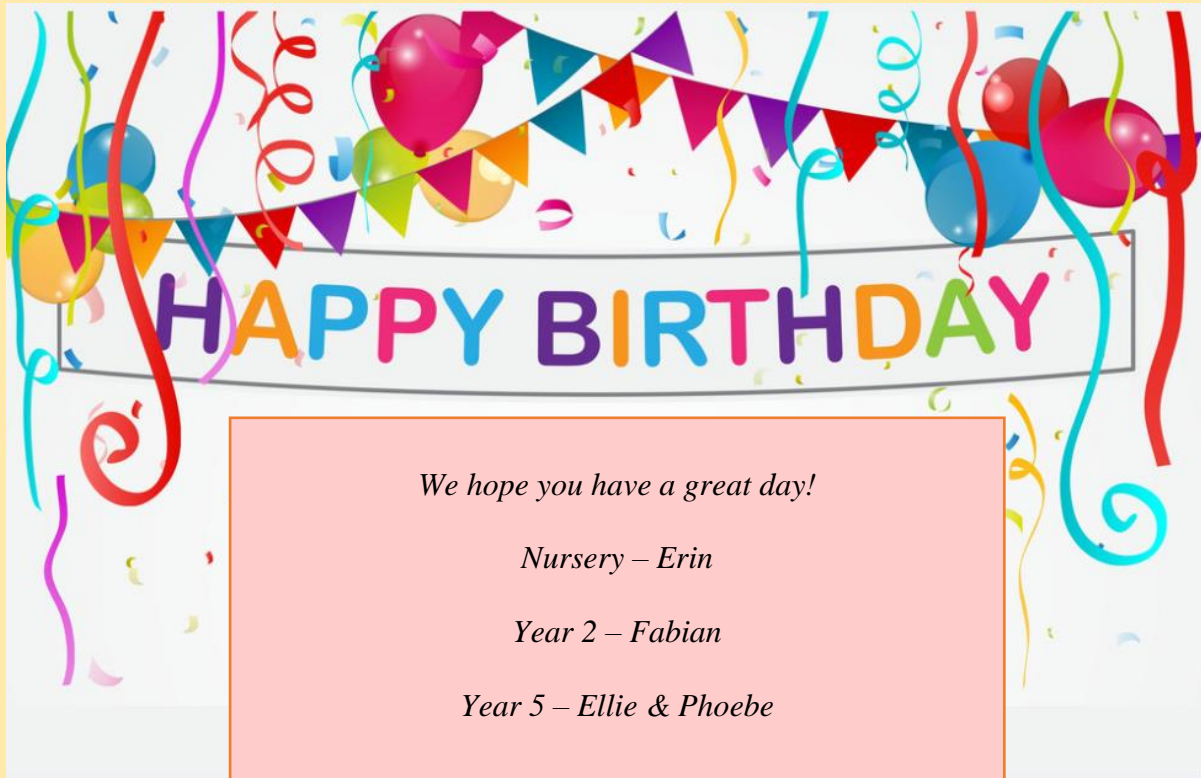 HAPPY BIRTHDAY
We hope you have a great day!
Nursery – Erin
Year 2 – Fabian
Year 5 – Ellie & Phoebe